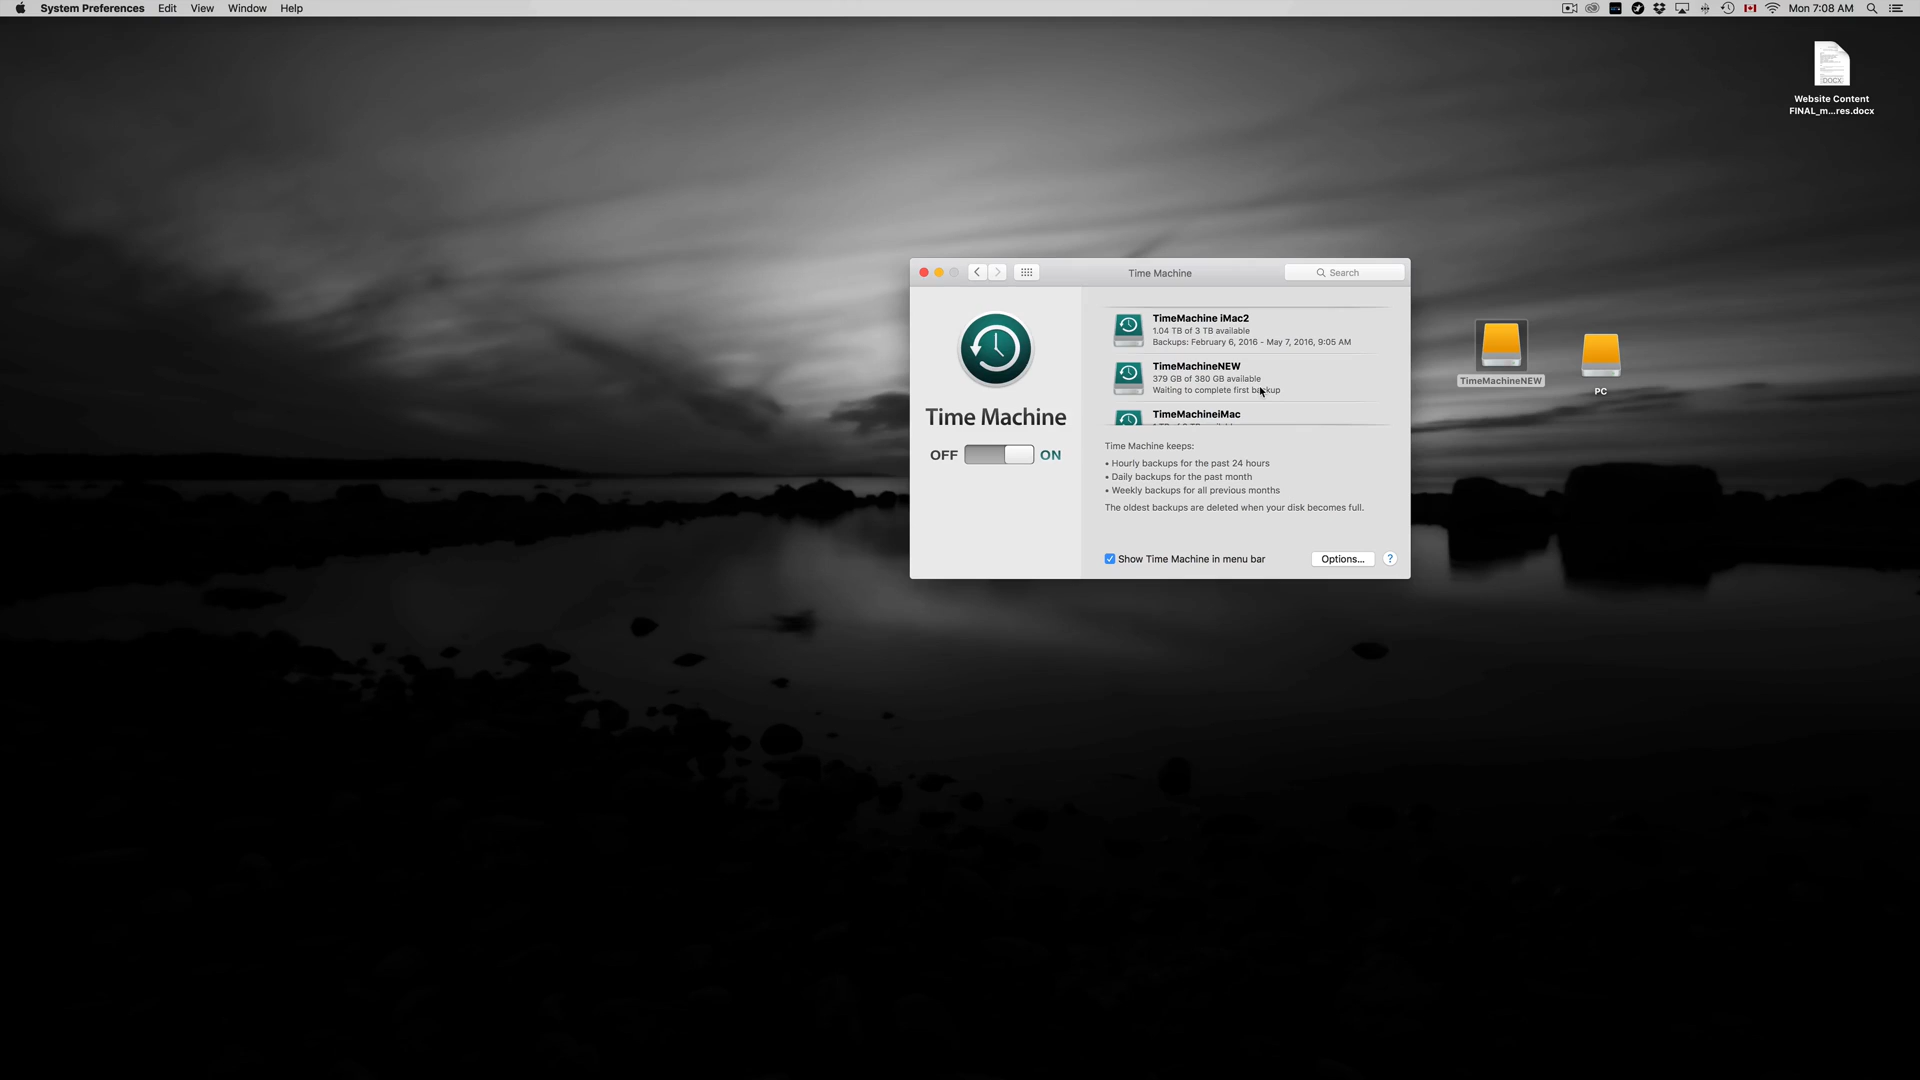 System Preferences Edit View Window Help
Mon 7:08 AM
DOCX
Website Content
FINAL_m...res.docx
Time Machine
Search
TimeMachine iMac2
1.04 TB of 3 TB available
Backups: February 6, 2016 - May 7, 2016, 9:05 AM
TimeMachineNEW
379 GB of 380 GB available
Waiting to complete first backup
TimeMachineiMac
Time Machine
OFF ON
Time Machine keeps:
• Hourly backups for the past 24 hours
• Daily backups for the past month
• Weekly backups for all previous months
The oldest backups are deleted when your disk becomes full.
Show Time Machine in menu bar
Options...
?
TimeMachineNEW
PC